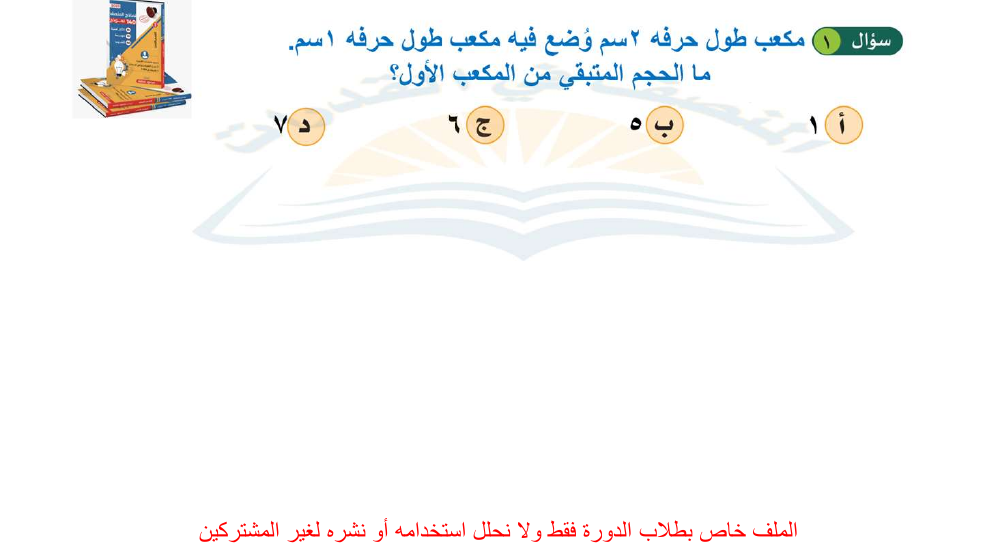 سؤال ١ مكعب طول حرفه ٢سم وُضع فيه مكعب طول حرفه ١سم.
ما الحجم المتبقي من المكعب الأول؟
أ ١ ب ٥ ج ٦ د ٧
الملف خاص بطلاب الدورة فقط ولا نحلل استخدامه أو نشره لغير المشتركين